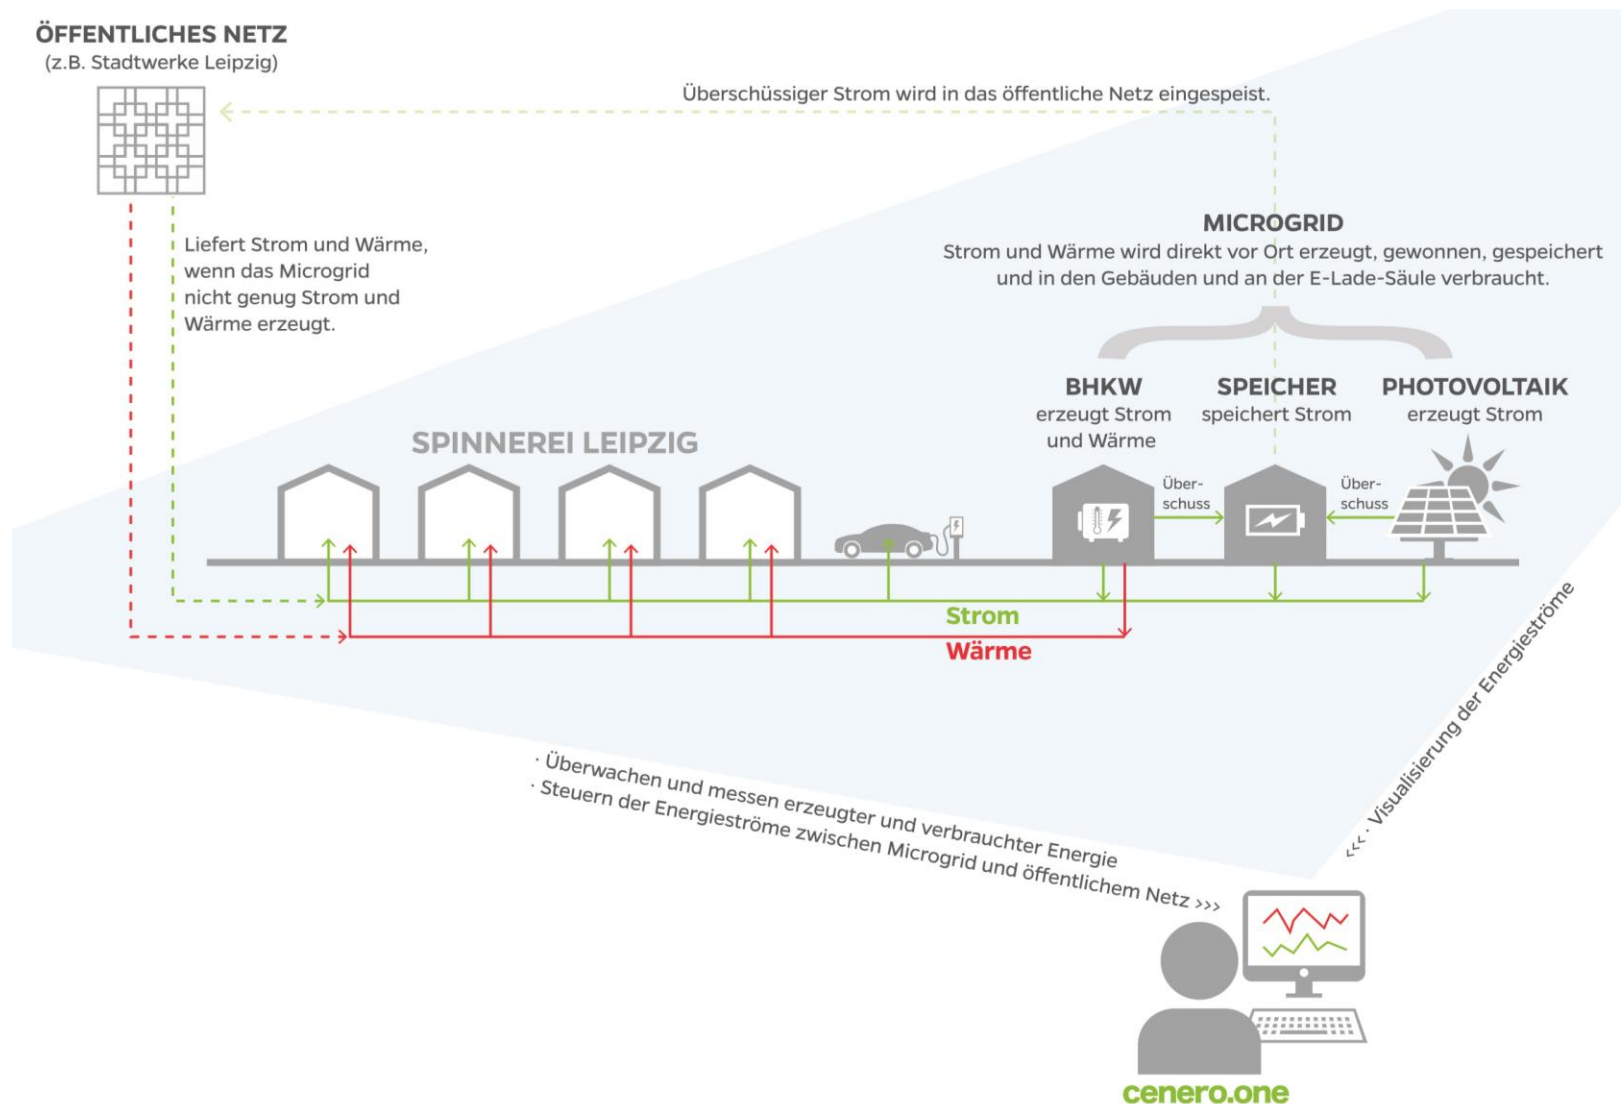 ÖFFENTLICHES NETZ
(z.B. Stadtwerke Leipzig)
Überschüssiger Strom wird in das öffentliche Netz eingespeist.
Liefert Strom und Wärme,
wenn das Microgrid
nicht genug Strom und
Wärme erzeugt.
MICROGRID
Strom und Wärme wird direkt vor Ort erzeugt, gewonnen, gespeichert
und in den Gebäuden und an der E-Lade-Säule verbraucht.
BHKW
erzeugt Strom
und Wärme
SPEICHER
speichert Strom
PHOTOVOLTAIK
erzeugt Strom
SPINNEREI LEIPZIG
Über-
schuss
Über-
schuss
Strom
Wärme
· Überwachen und messen erzeugter und verbrauchter Energie
· Steuern der Energieströme zwischen Microgrid und öffentlichem Netz >>>
<<< · Visualisierung der Energieströme
cenero.one